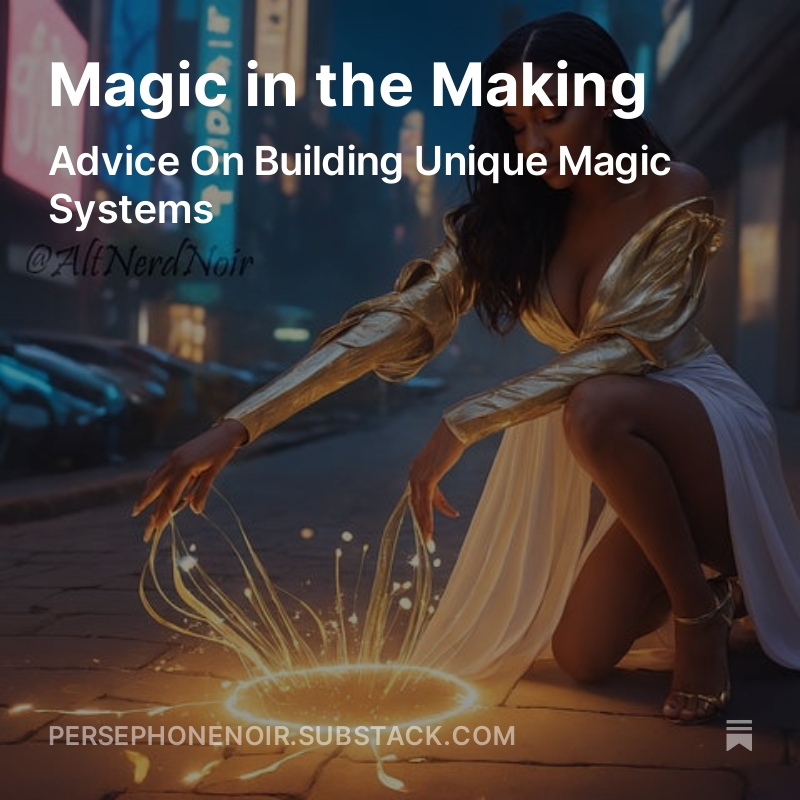 Magic in the Making
Advice On Building Unique Magic
Systems
@AltNerdNoir
PERSEPHONENOIR.SUBSTACK.COM